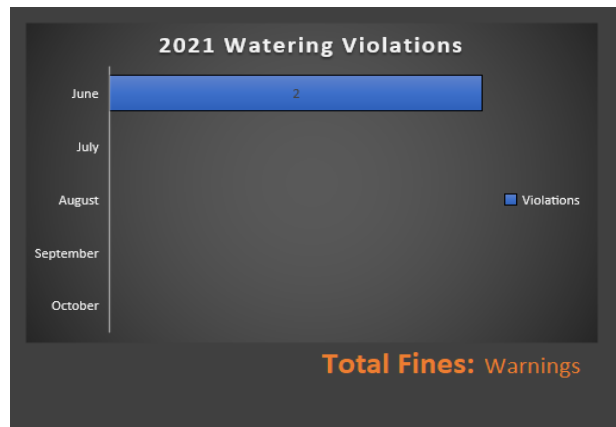 2021 Watering Violations
June
2
July
August
Violations
September
October
Total Fines: Warnings